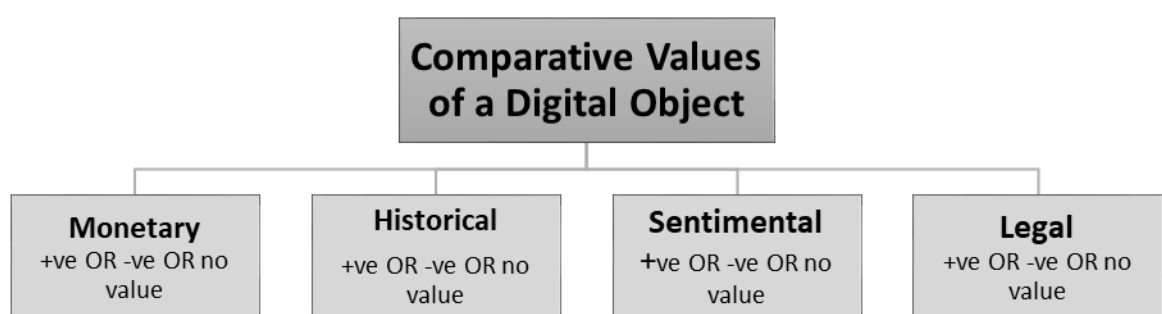 Comparative Values
of a Digital Object
Monetary
+ve OR -ve OR no
value
Historical
+ve OR -ve OR no
value
Sentimental
+ve OR -ve OR no
value
Legal
+ve OR -ve OR no
value